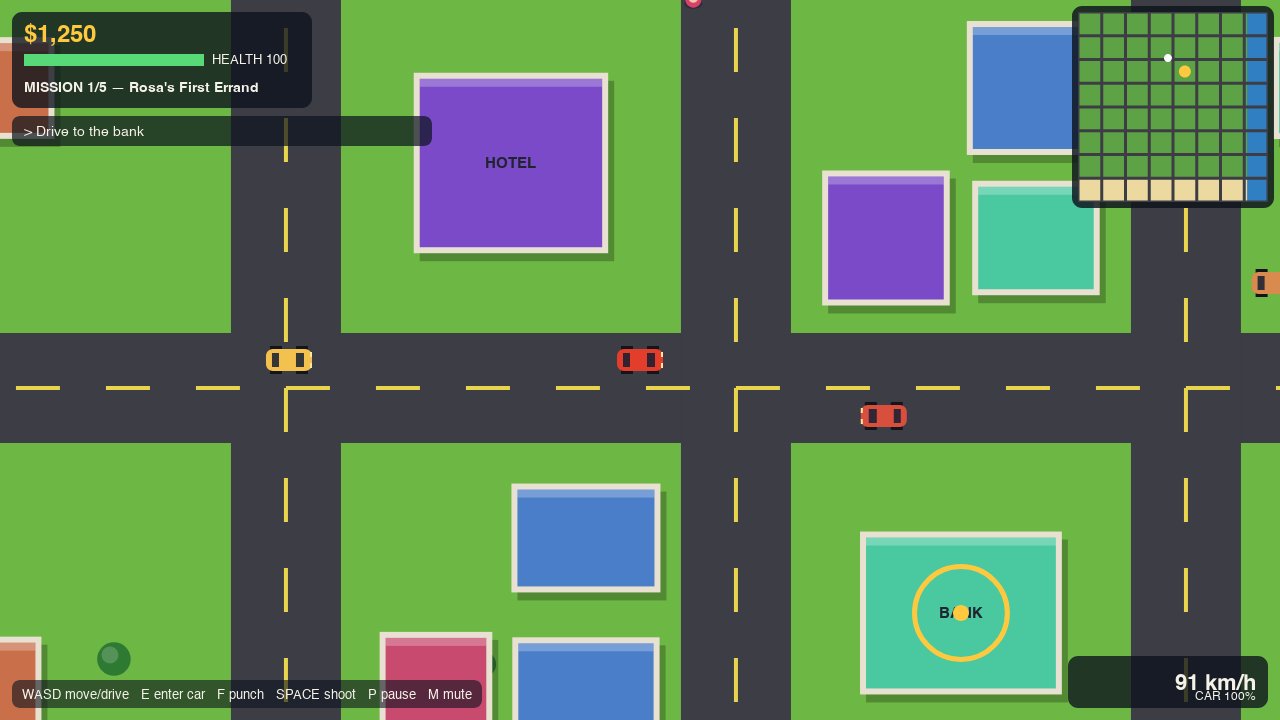 $1,250
HEALTH 100
MISSION 1/5 — Rosa's First Errand
> Drive to the bank
HOTEL
BANK
WASD move/drive E enter car F punch SPACE shoot P pause M mute
91 km/h
CAR 100%